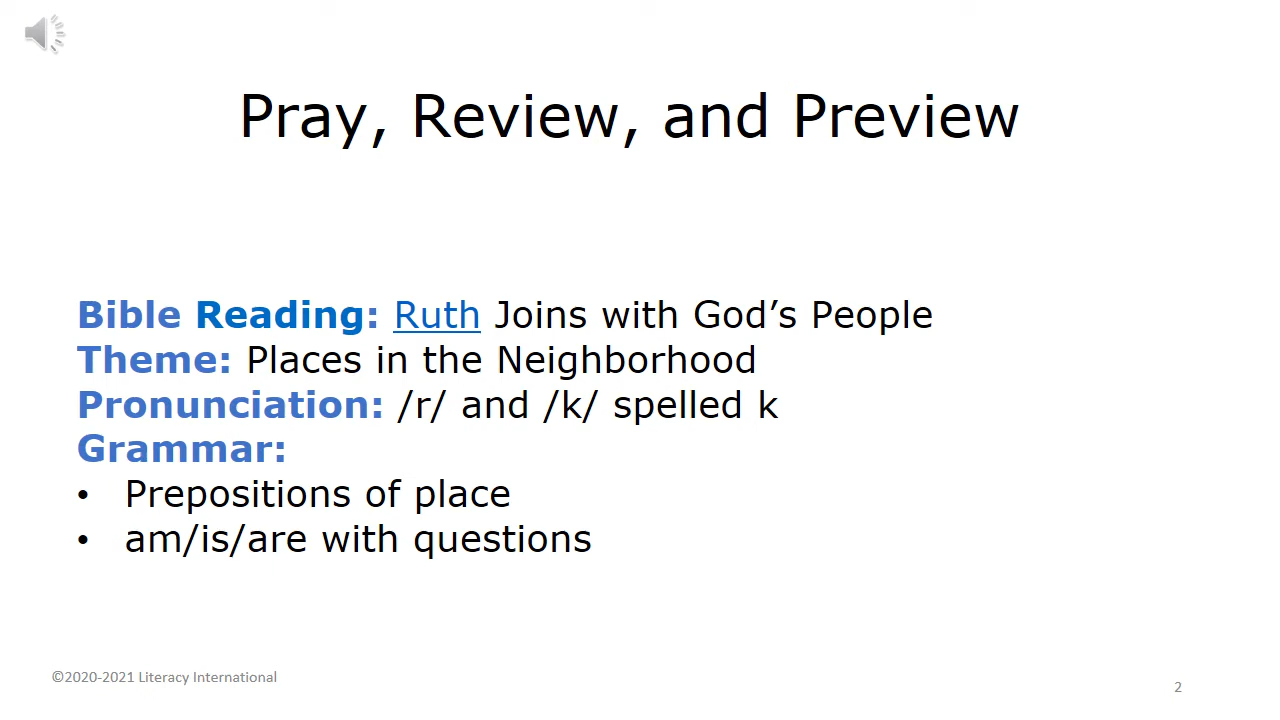 Pray, Review, and Preview
Bible Reading: Ruth Joins with God’s People
Theme: Places in the Neighborhood
Pronunciation: /r/ and /k/ spelled k
Grammar:
• Prepositions of place
• am/is/are with questions
©2020-2021 Literacy International
2